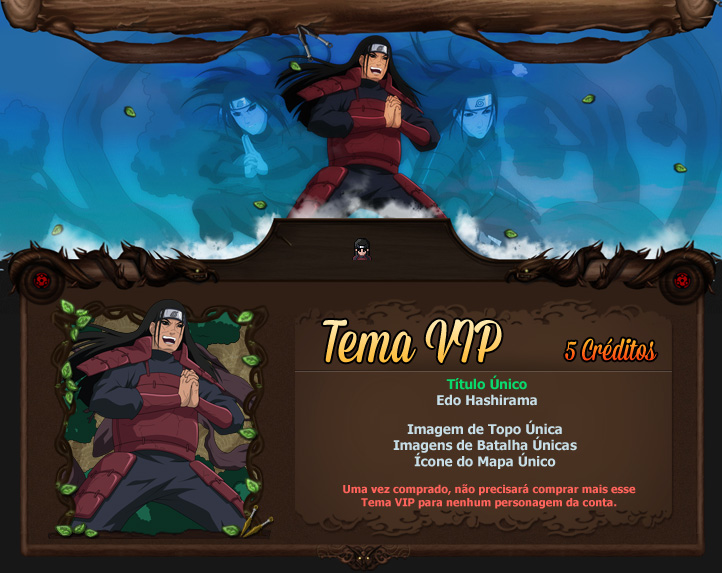 Tema VIP
5 Créditos
Título Único
Edo Hashirama
Imagem de Topo Única
Imagens de Batalha Únicas
Ícone do Mapa Único
Uma vez comprado, não precisará comprar mais esse
Tema VIP para nenhum personagem da conta.